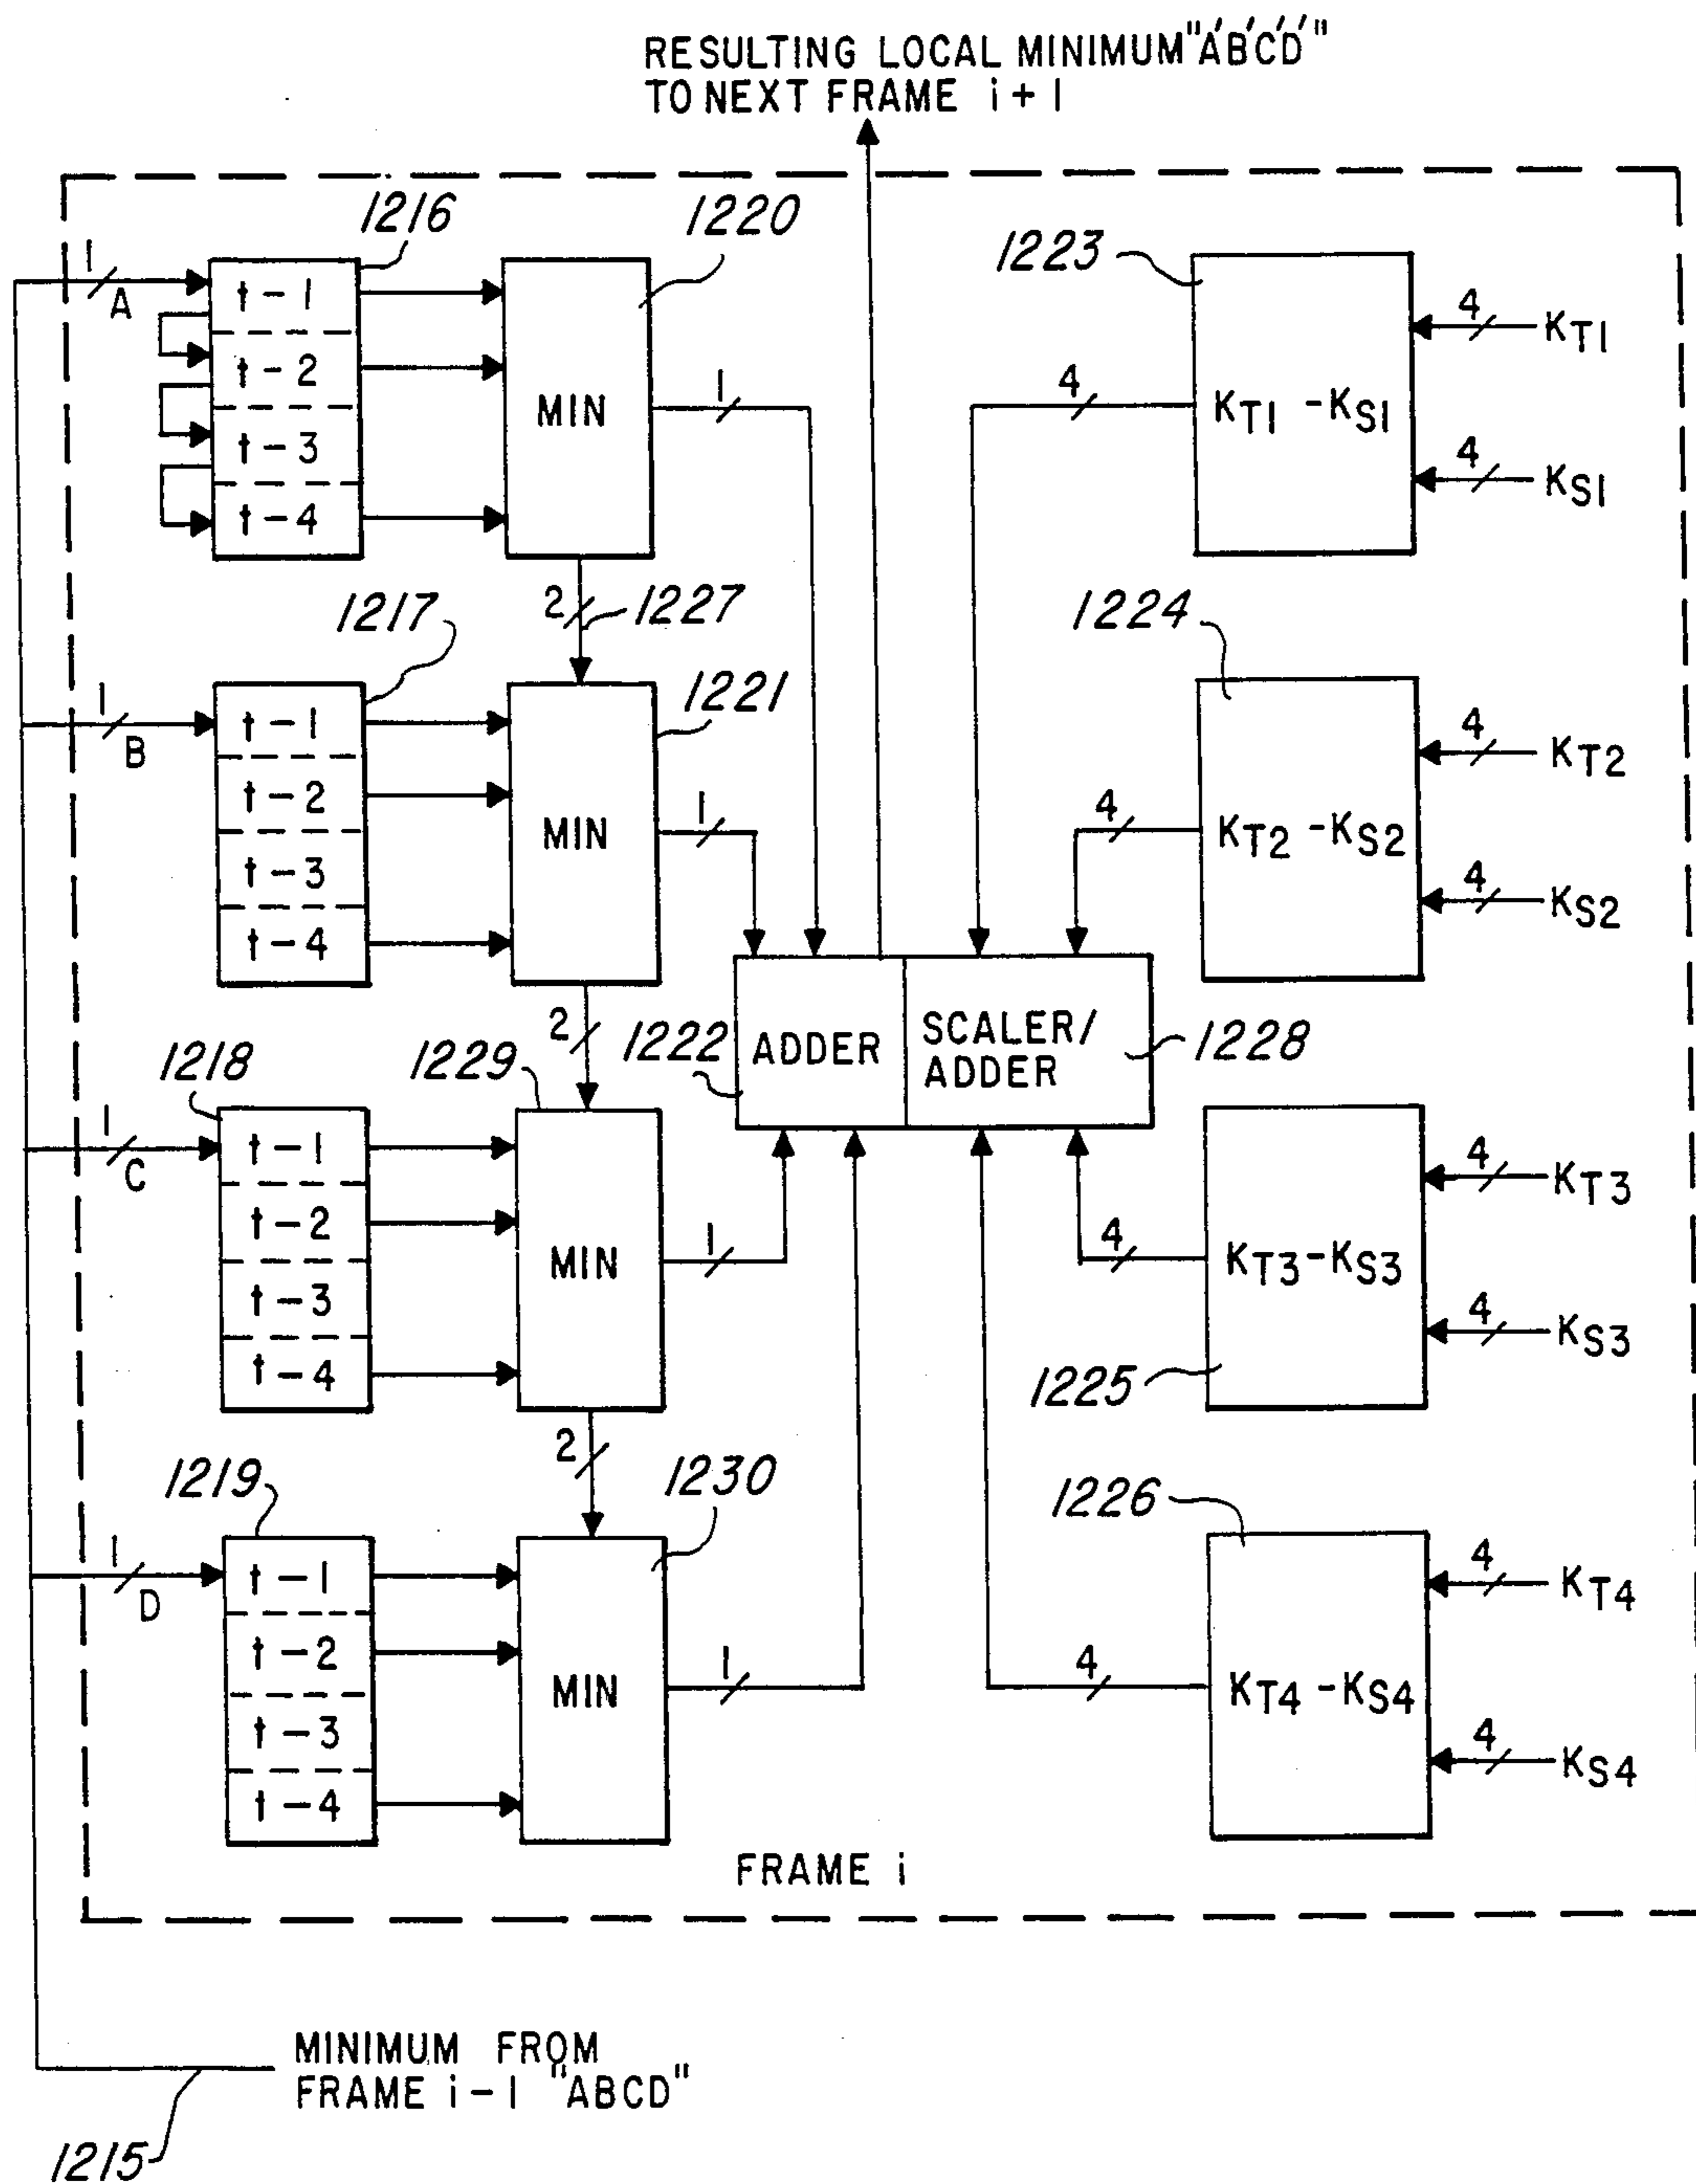 RESULTING LOCAL MINIMUM "A'B'C'D'"
TO NEXT FRAME i+1
1216
1220
1223
1
A
t-1
t-2
t-3
t-4
MIN
1
4
KT1 -KS1
4
KT1
4
KS1
2
1227
1217
1221
1224
1
B
t-1
t-2
t-3
t-4
MIN
1
4
KT2 -KS2
4
KT2
4
KS2
2
1222
ADDER
SCALER/
ADDER
1228
1218
1229
1
C
t-1
t-2
t-3
t-4
MIN
1
4
KT3-KS3
4
KT3
4
KS3
1225
2
1219
1230
1226
1
D
t-1
t-2
t-3
t-4
MIN
1
4
KT4 -KS4
4
KT4
4
KS4
FRAME i
MINIMUM FROM
FRAME i-1 "ABCD"
1215